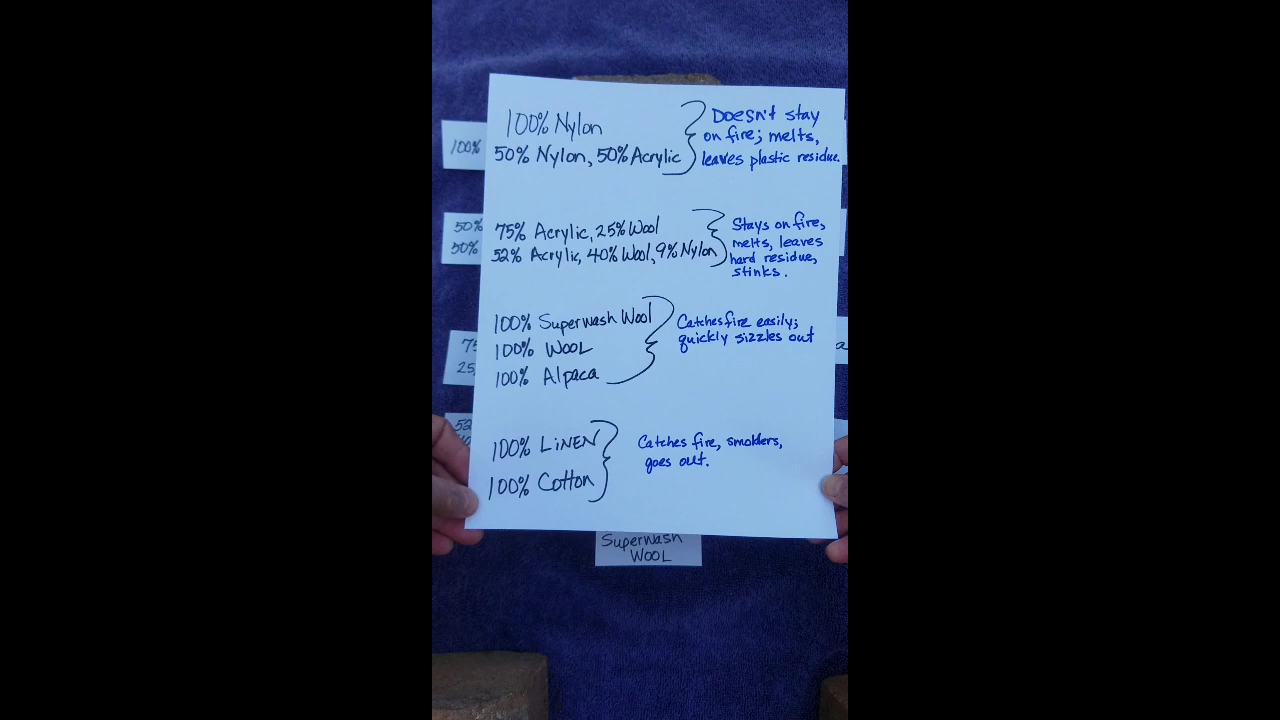 100% Nylon
50% Nylon, 50% Acrylic
Doesn't stay
on fire; melts,
leaves plastic residue.
75% Acrylic, 25% Wool
52% Acrylic, 40% Wool, 9% Nylon
Stays on fire,
melts, leaves
hard residue,
stinks.
100% Superwash Wool
100% WOOL
100% Alpaca
Catches fire easily;
quickly sizzles out
100% LiNEN
100% Cotton
Catches fire, smolders,
goes out.
100%
50%
50%
Superwash
WOOL